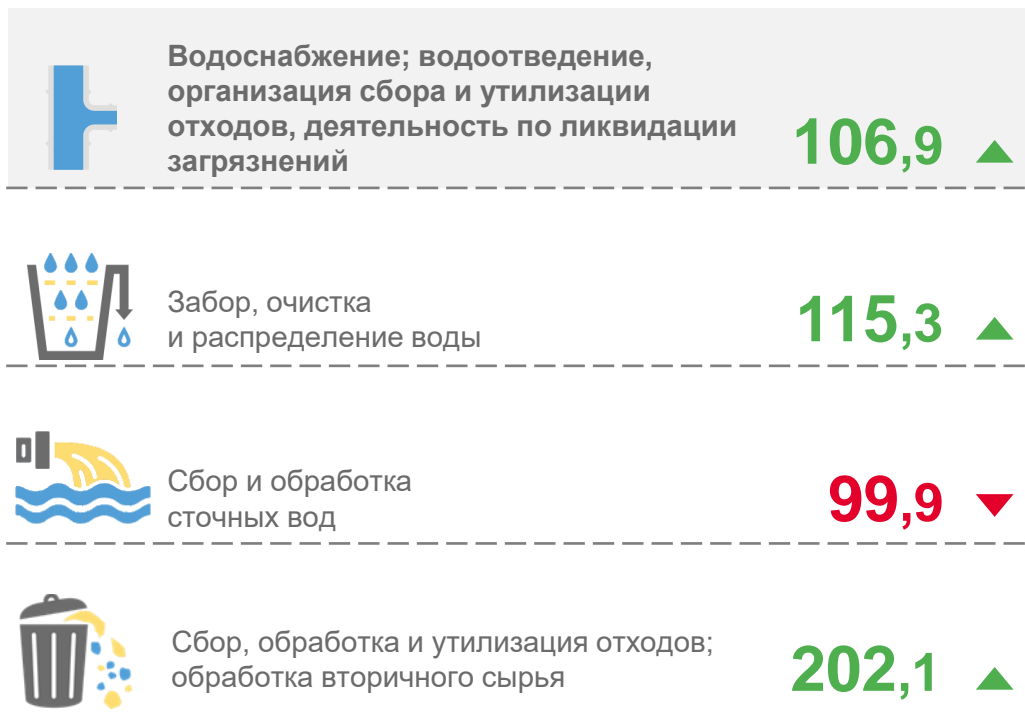 Водоснабжение; водоотведение,
организация сбора и утилизации
отходов, деятельность по ликвидации
загрязнений
106,9
Забор, очистка
и распределение воды
115,3
Сбор и обработка
сточных вод
99,9
Сбор, обработка и утилизация отходов;
обработка вторичного сырья
202,1